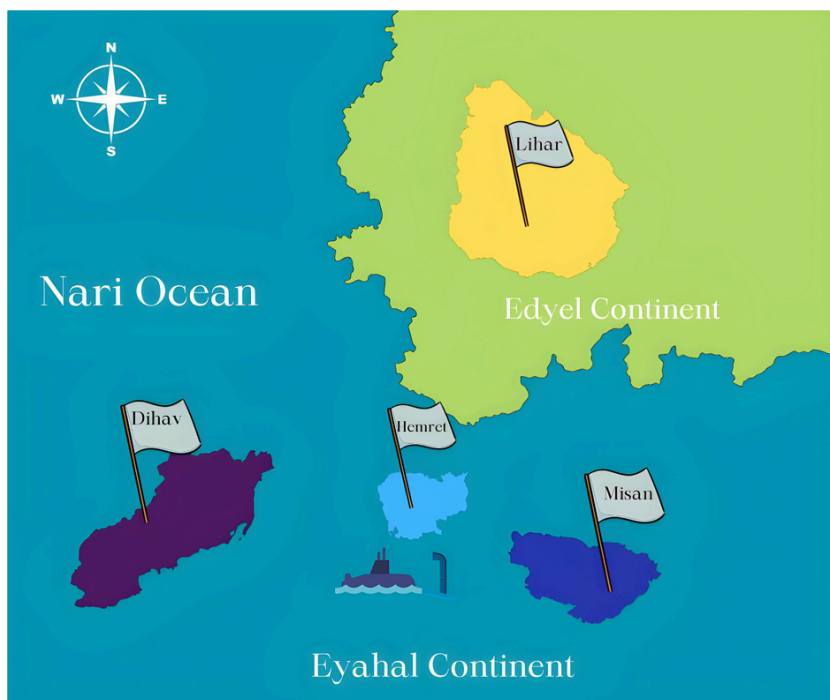 N
W E
S
Lihar
Nari Ocean
Edyel Continent
Dihav
Hemret
Misan
Eyahal Continent